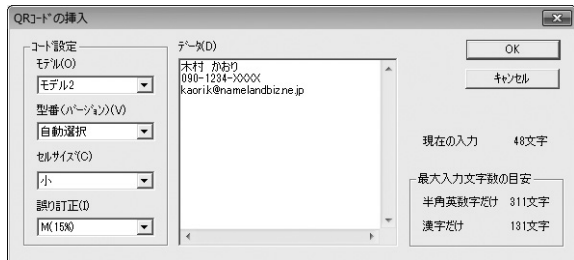 QRｺｰﾄﾞの挿入
コード設定
ﾓﾃﾞﾙ(O)
モデル2
型番(ﾊﾞｰｼﾞｮﾝ)(V)
自動選択
ｾﾙｻｲｽﾞ(C)
小
誤り訂正(I)
M(15%)
ﾃﾞｰﾀ(D)
木村 かおり
090-1234-XXXX
kaori.k@namelandbiz.ne.jp
OK
ｷｬﾝｾﾙ
現在の入力 48文字
最大入力文字数の目安
半角英数字だけ 311文字
漢字だけ 131文字